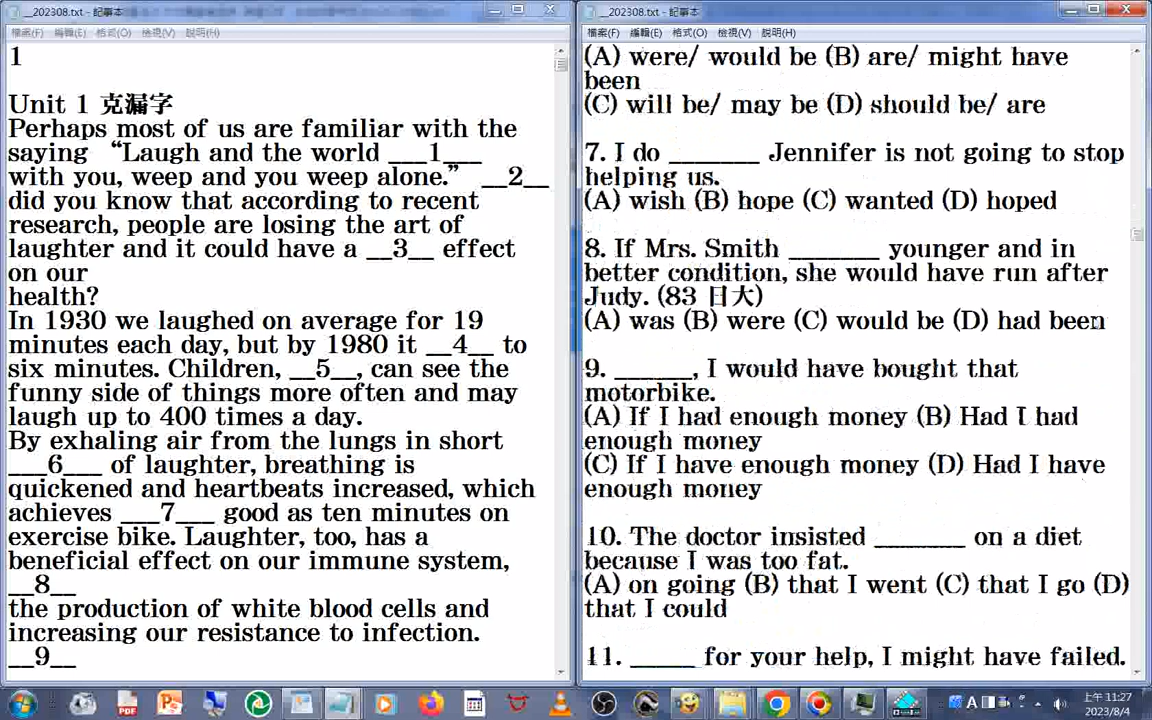 __202308.txt - 記事本
檔案(F) 編輯(E) 格式(O) 檢視(V) 說明(H)
1
Unit 1 克漏字
Perhaps most of us are familiar with the
saying “Laugh and the world ___1___
with you, weep and you weep alone.” __2__
did you know that according to recent
research, people are losing the art of
laughter and it could have a __3__ effect
on our
health?
In 1930 we laughed on average for 19
minutes each day, but by 1980 it __4__ to
six minutes. Children, __5__, can see the
funny side of things more often and may
laugh up to 400 times a day.
By exhaling air from the lungs in short
___6___ of laughter, breathing is
quickened and heartbeats increased, which
achieves ___7___ good as ten minutes on
exercise bike. Laughter, too, has a
beneficial effect on our immune system,
__8__
the production of white blood cells and
increasing our resistance to infection.
__9__
__202308.txt - 記事本
檔案(F) 編輯(E) 格式(O) 檢視(V) 說明(H)
(A) were/ would be (B) are/ might have
been
(C) will be/ may be (D) should be/ are
7. I do _______ Jennifer is not going to stop
helping us.
(A) wish (B) hope (C) wanted (D) hoped
8. If Mrs. Smith _______ younger and in
better condition, she would have run after
Judy. (83 日大)
(A) was (B) were (C) would be (D) had been
9. ______, I would have bought that
motorbike.
(A) If I had enough money (B) Had I had
enough money
(C) If I have enough money (D) Had I have
enough money
10. The doctor insisted _______ on a diet
because I was too fat.
(A) on going (B) that I went (C) that I go (D)
that I could
11. _____ for your help, I might have failed.
PDF
A
上午 11:27
2023/8/4